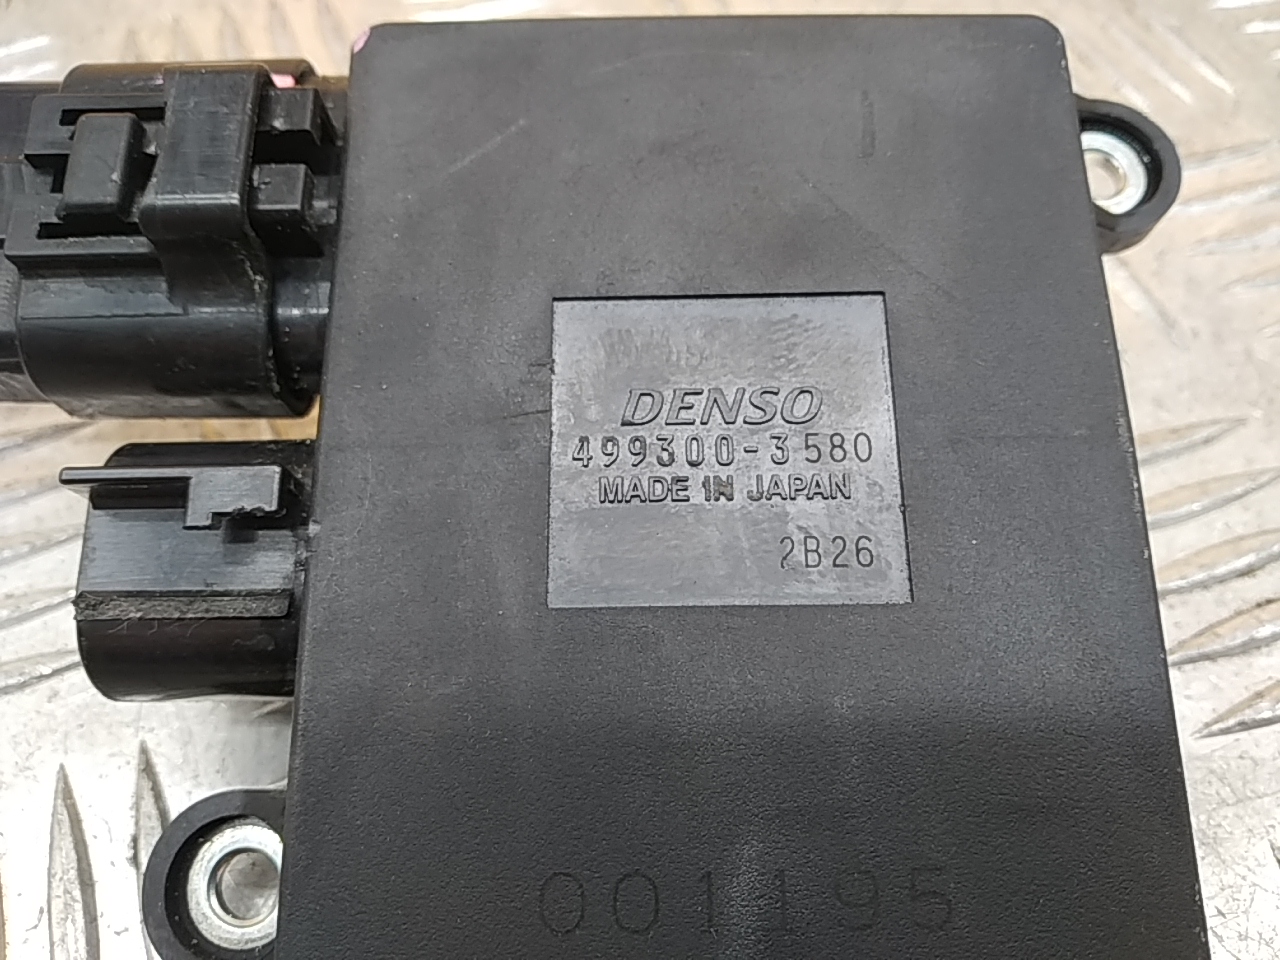 DENSO
499300-3580
MADE IN JAPAN
2B26
001195